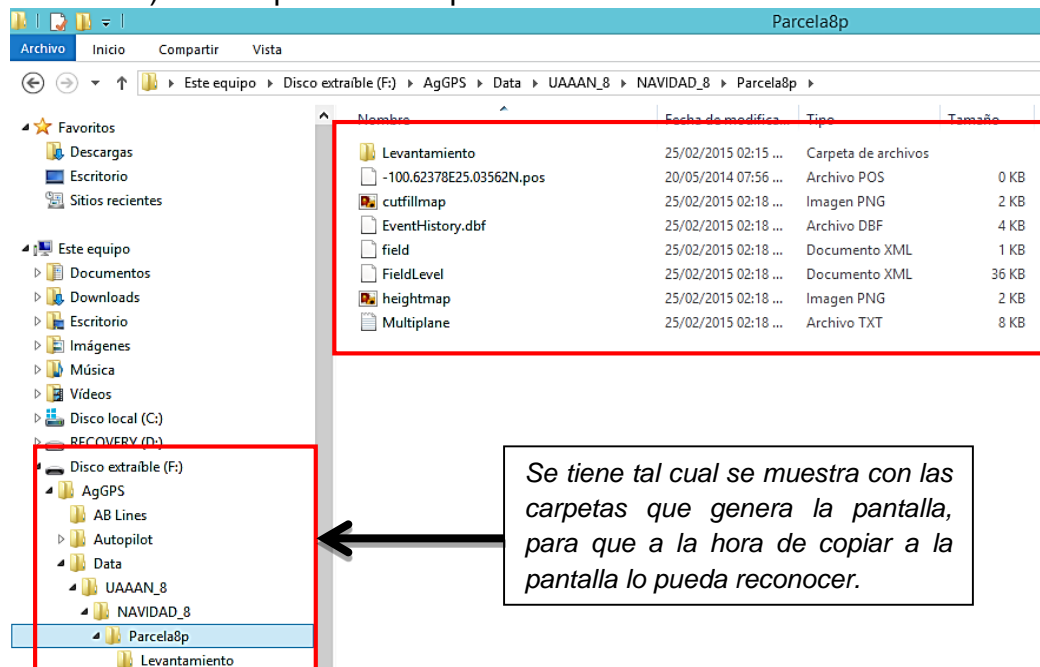 Parcela8p
Archivo Inicio Compartir Vista
Este equipo Disco extraíble (F:) AgGPS Data UAAAN_8 NAVIDAD_8 Parcela8p
Favoritos
Descargas
Escritorio
Sitios recientes
Este equipo
Documentos
Downloads
Escritorio
Imágenes
Música
Vídeos
Disco local (C:)
RECOVERY (D:)
Disco extraíble (F:)
AgGPS
AB Lines
Autopilot
Data
UAAAN_8
NAVIDAD_8
Parcela8p
Levantamiento
Nombre Fecha de modifica... Tipo Tamaño
Levantamiento 25/02/2015 02:15 ... Carpeta de archivos
-100.62378E25.03562N.pos 20/05/2014 07:56 ... Archivo POS 0 KB
cutfillmap 25/02/2015 02:18 ... Imagen PNG 2 KB
EventHistory.dbf 25/02/2015 02:18 ... Archivo DBF 4 KB
field 25/02/2015 02:18 ... Documento XML 1 KB
FieldLevel 25/02/2015 02:18 ... Documento XML 36 KB
heightmap 25/02/2015 02:18 ... Imagen PNG 2 KB
Multiplane 25/02/2015 02:18 ... Archivo TXT 8 KB
Se tiene tal cual se muestra con las
carpetas que genera la pantalla,
para que a la hora de copiar a la
pantalla lo pueda reconocer.